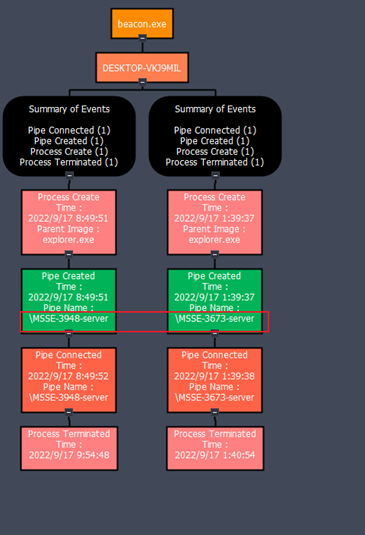 beacon.exe
DESKTOP-VKJ9MIL
Summary of Events
Pipe Connected (1)
Pipe Created (1)
Process Create (1)
Process Terminated (1)
Process Create
Time :
2022/9/17 8:49:51
Parent Image :
explorer.exe
Pipe Created
Time :
2022/9/17 8:49:51
Pipe Name :
\MSSE-3948-server
Pipe Connected
Time :
2022/9/17 8:49:52
Pipe Name :
\MSSE-3948-server
Process Terminated
Time :
2022/9/17 9:54:48
Summary of Events
Pipe Connected (1)
Pipe Created (1)
Process Create (1)
Process Terminated (1)
Process Create
Time :
2022/9/17 1:39:37
Parent Image :
explorer.exe
Pipe Created
Time :
2022/9/17 1:39:37
Pipe Name :
\MSSE-3673-server
Pipe Connected
Time :
2022/9/17 1:39:38
Pipe Name :
\MSSE-3673-server
Process Terminated
Time :
2022/9/17 1:40:54